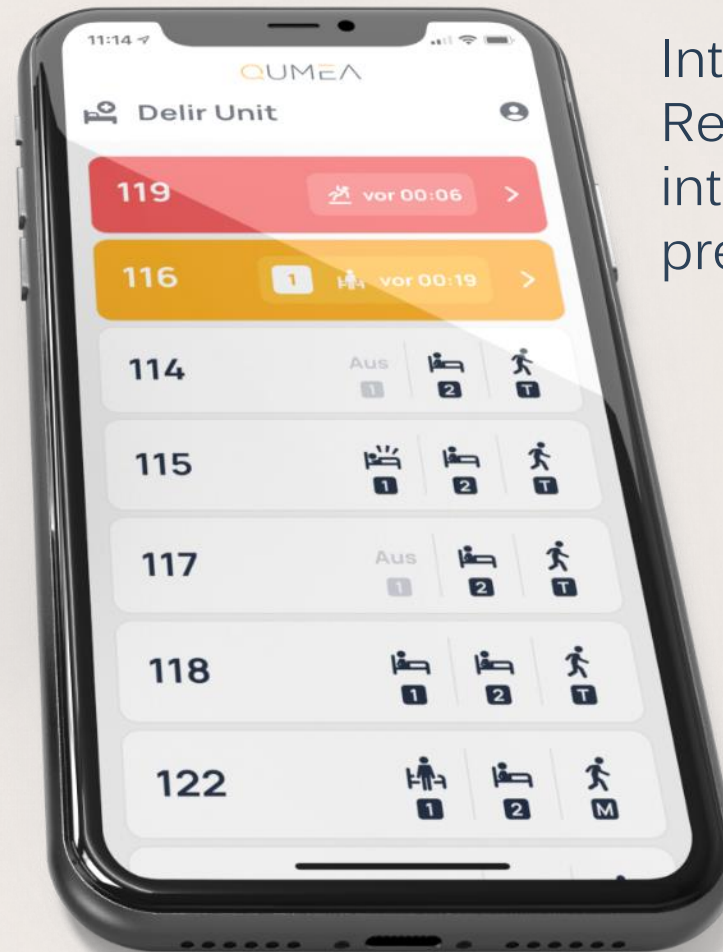 11:14
QUMEA
Delir Unit
119 vor 00:06
116 1 vor 00:19
114 Aus
1 2 T
115
1 2 T
117 Aus
1 2 T
118
1 2 T
122
1 2 M
Int
Re
int
pre